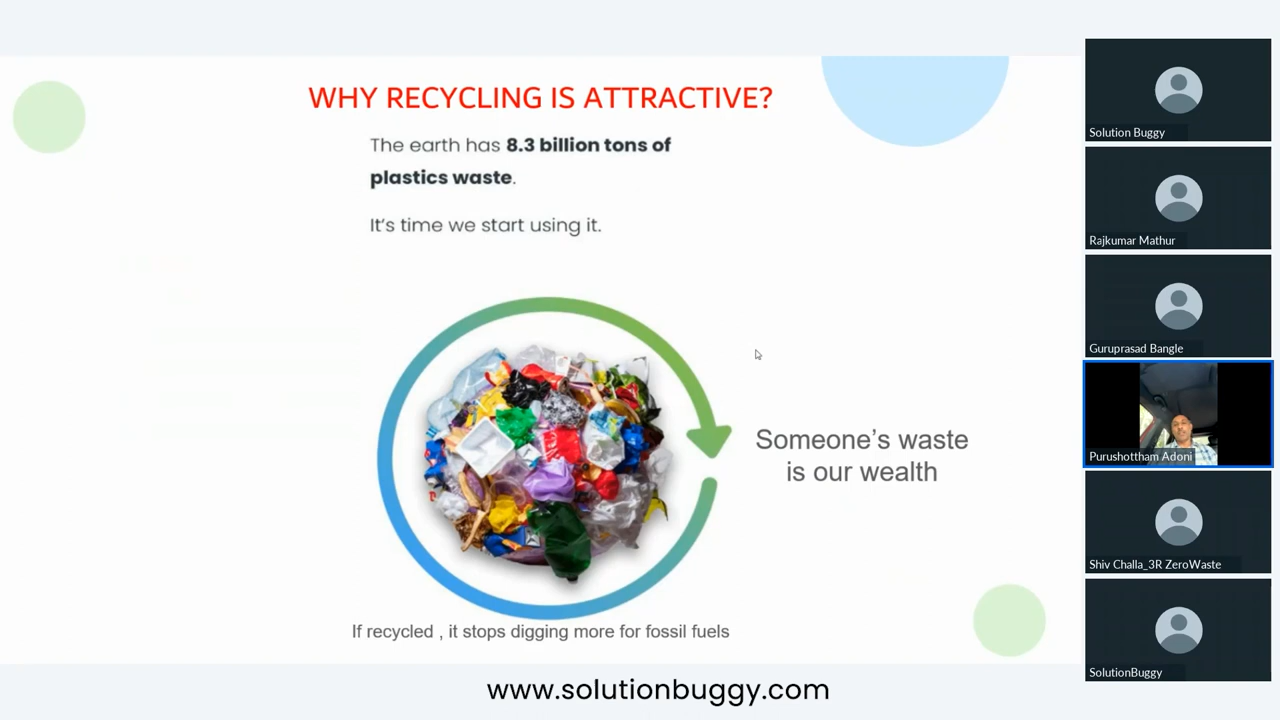 WHY RECYCLING IS ATTRACTIVE?
The earth has 8.3 billion tons of
plastics waste.
It's time we start using it.
Someone's waste
is our wealth
If recycled , it stops digging more for fossil fuels
www.solutionbuggy.com
Solution Buggy
Rajkumar Mathur
Guruprasad Bangle
Purushottham Adoni
Shiv Challa_3R ZeroWaste
SolutionBuggy